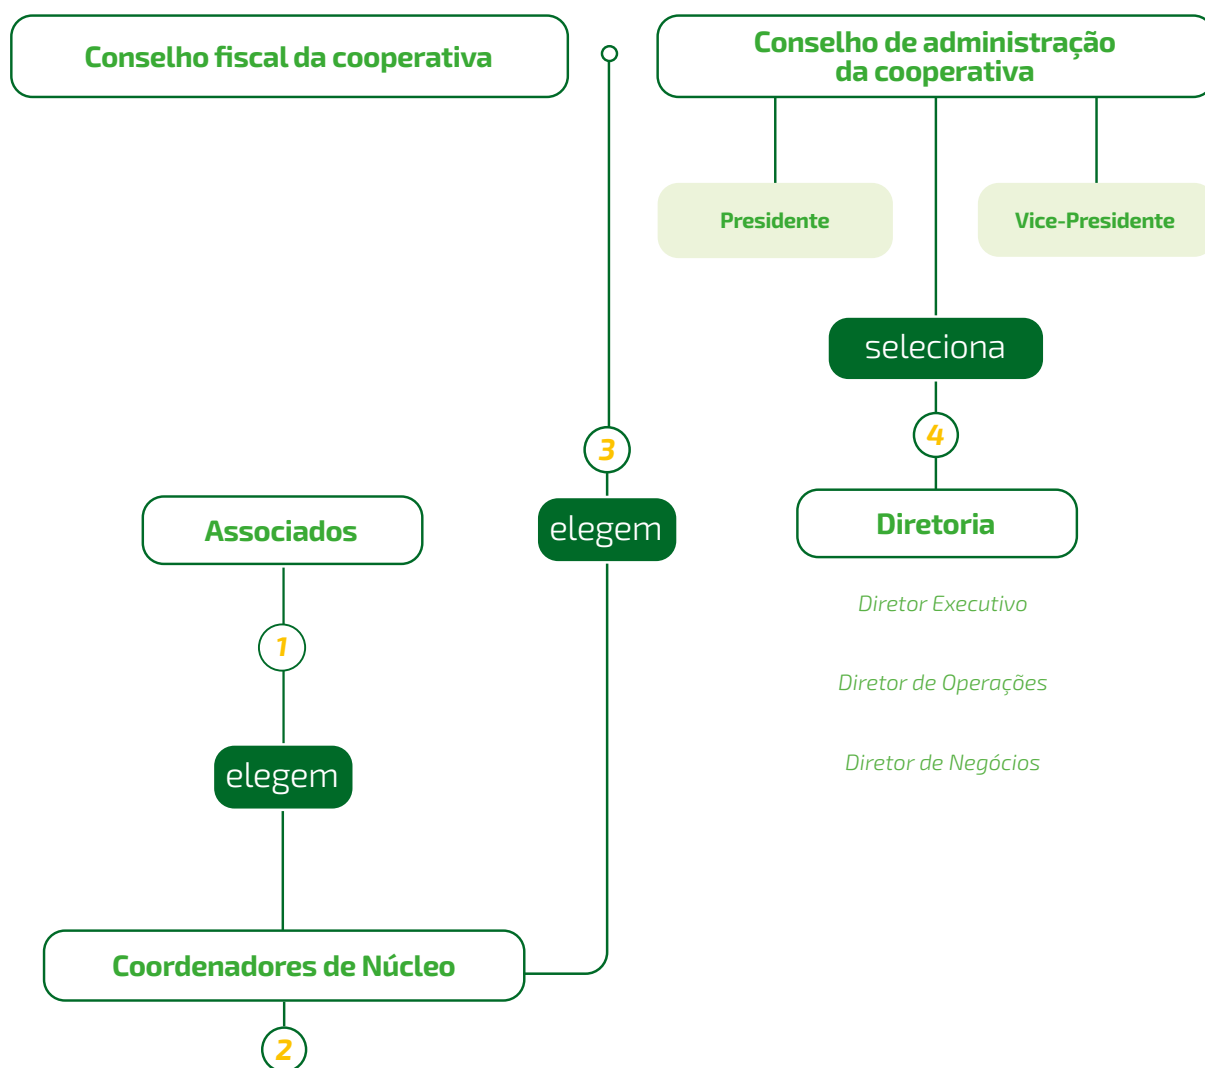 Conselho fiscal da cooperativa
Conselho de administração
da cooperativa
Presidente
Vice-Presidente
seleciona
4
3
elegem
Diretoria
Diretor Executivo
Diretor de Operações
Diretor de Negócios
Associados
1
elegem
Coordenadores de Núcleo
2